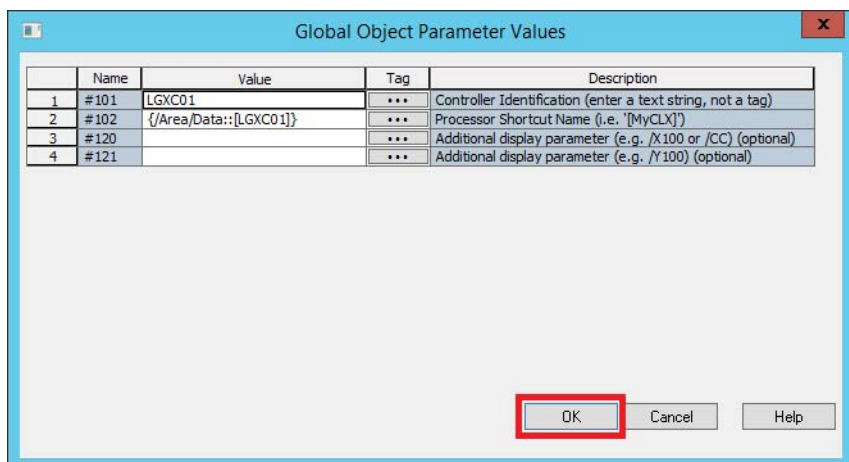 Global Object Parameter Values
x
Name Value Tag Description
1 #101 LGXC01 ... Controller Identification (enter a text string, not a tag)
2 #102 {/Area/Data::[LGXC01]} ... Processor Shortcut Name (i.e. '[MyCLX]')
3 #120 ... Additional display parameter (e.g. /X100 or /CC) (optional)
4 #121 ... Additional display parameter (e.g. /Y100) (optional)
OK Cancel Help